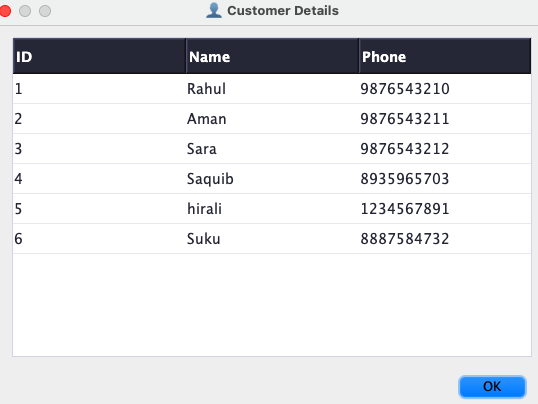 Customer Details
ID Name Phone
1 Rahul 9876543210
2 Aman 9876543211
3 Sara 9876543212
4 Saquib 8935965703
5 hirali 1234567891
6 Suku 8887584732
OK